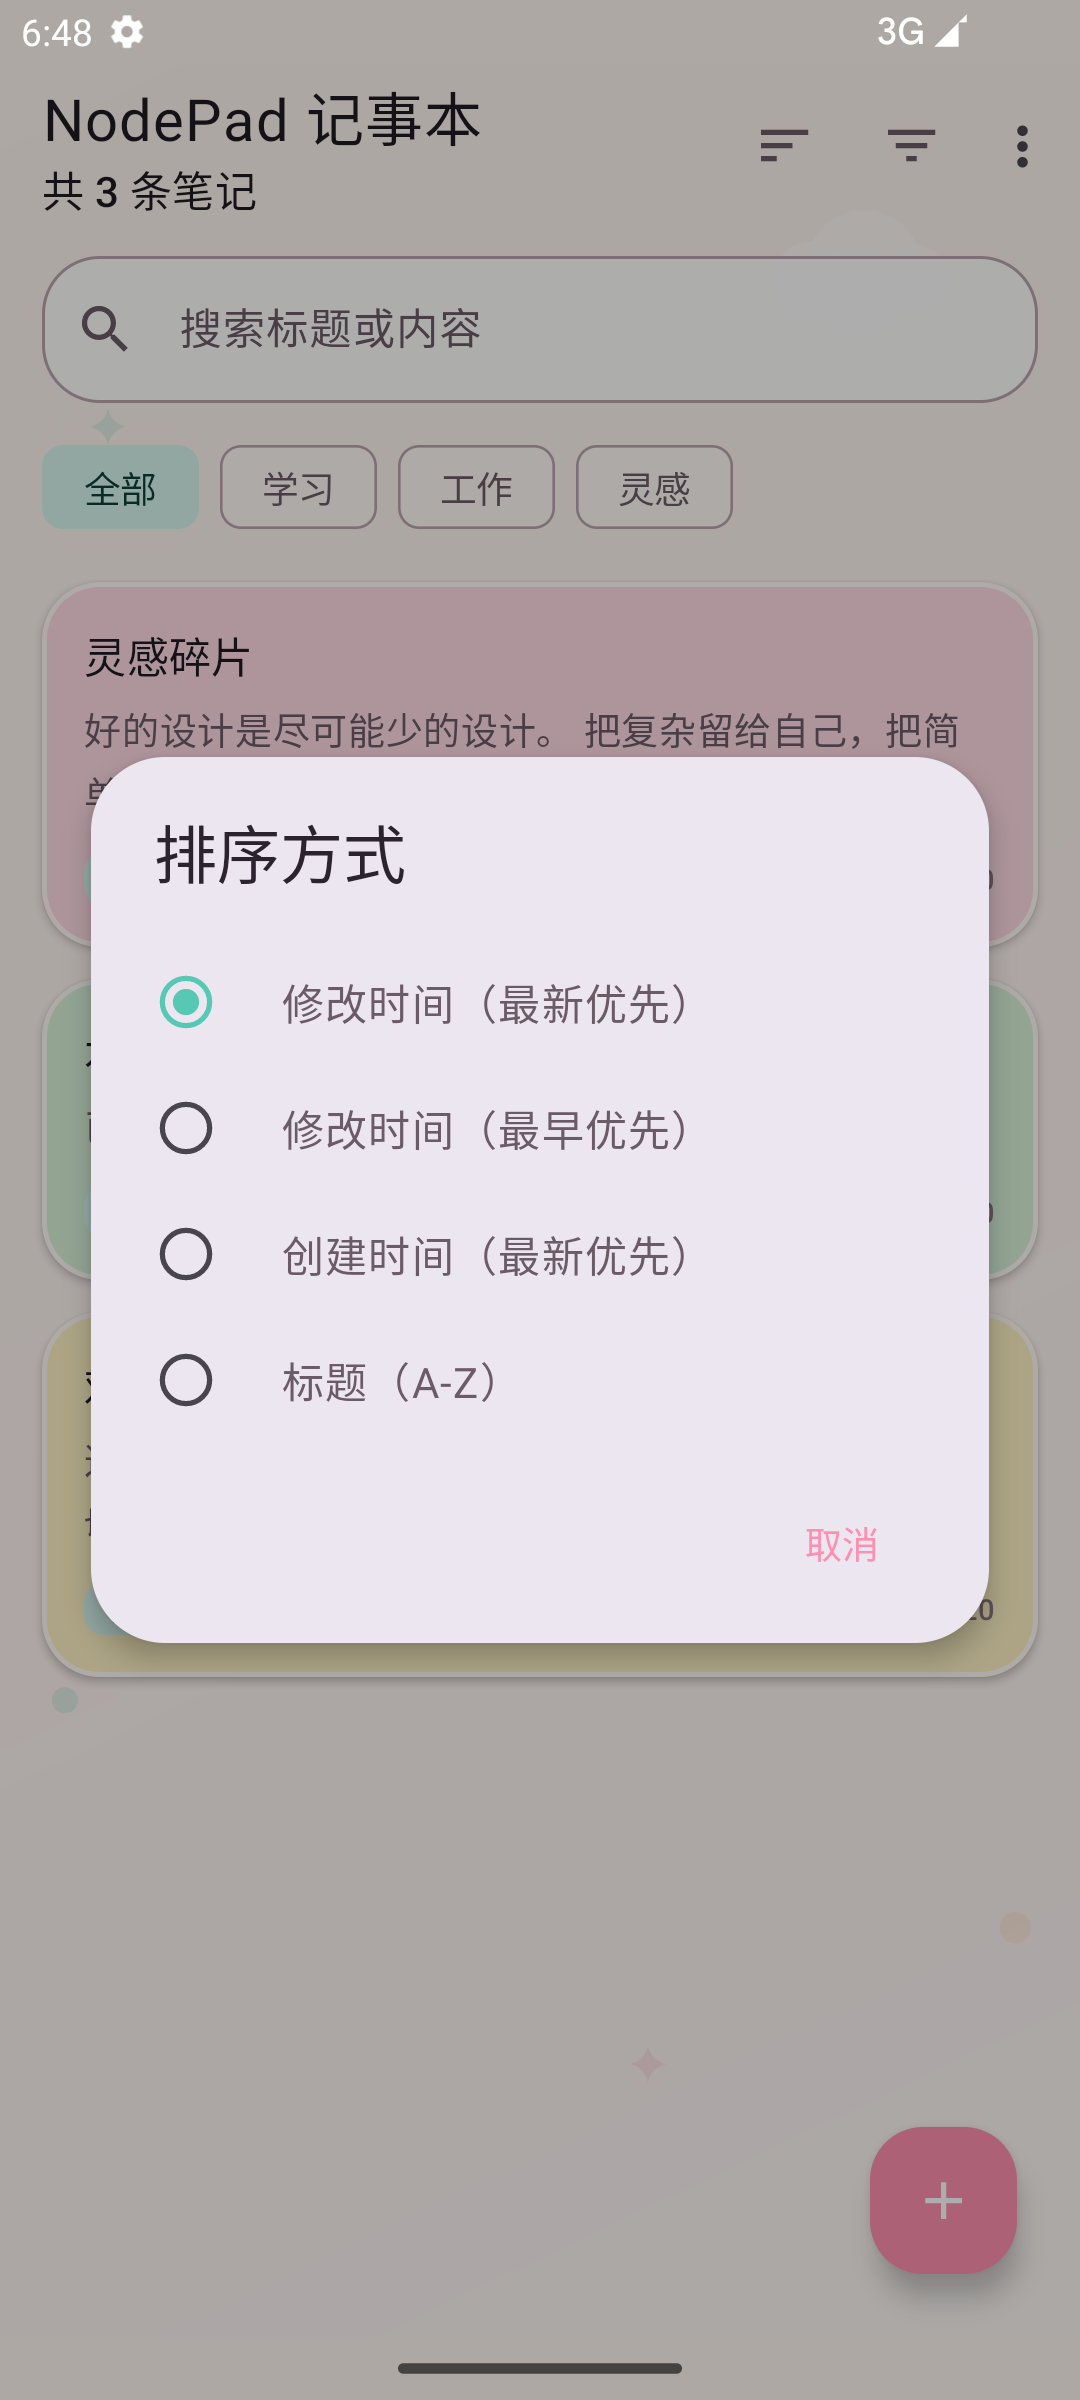 6:48
3G
NodePad 记事本
共 3 条笔记
搜索标题或内容
全部
学习
工作
灵感
灵感碎片
好的设计是尽可能少的设计。 把复杂留给自己，把简
排序方式
修改时间（最新优先）
修改时间（最早优先）
创建时间（最新优先）
标题（A-Z）
取消